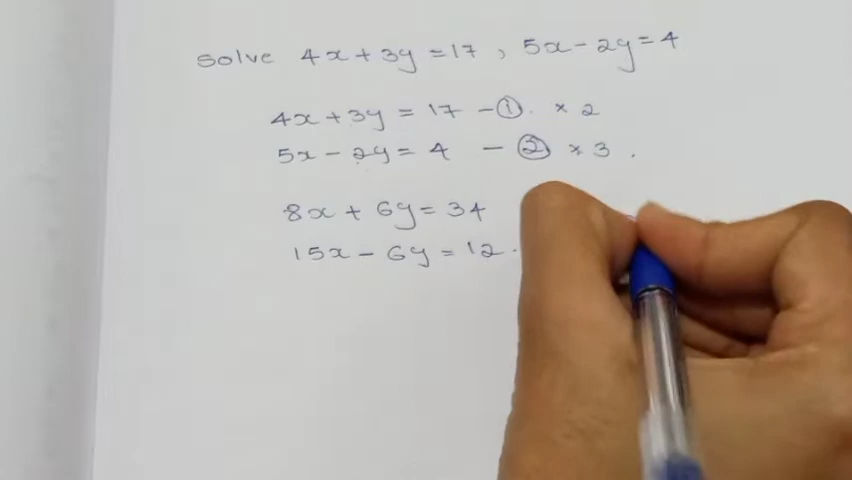 Solve 4x + 3y = 17 , 5x - 2y = 4
4x + 3y = 17 - ① . × 2
5x - 2y = 4 - ② × 3 .
8x + 6y = 34
15x - 6y = 12 .